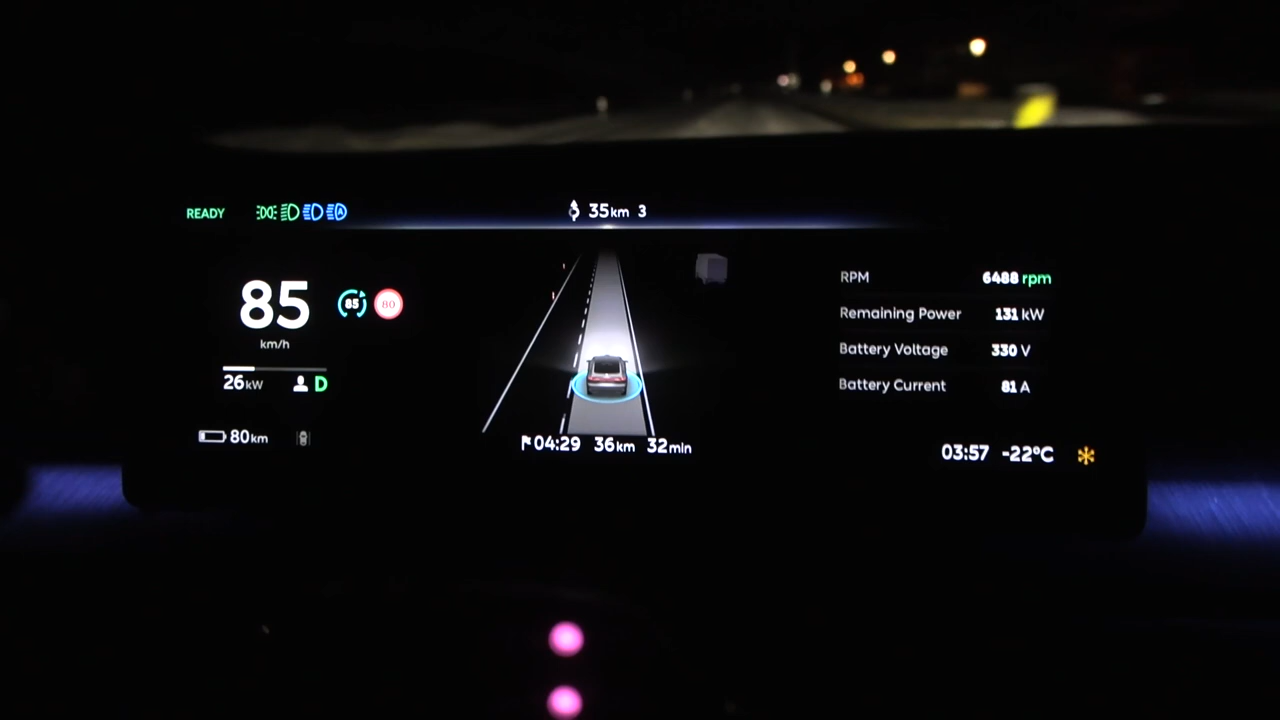 READY
35km 3
85
km/h
85
80
26kW
D
80km
04:29 36km 32min
RPM 6488 rpm
Remaining Power 131 kW
Battery Voltage 330 V
Battery Current 81 A
03:57 -22°C